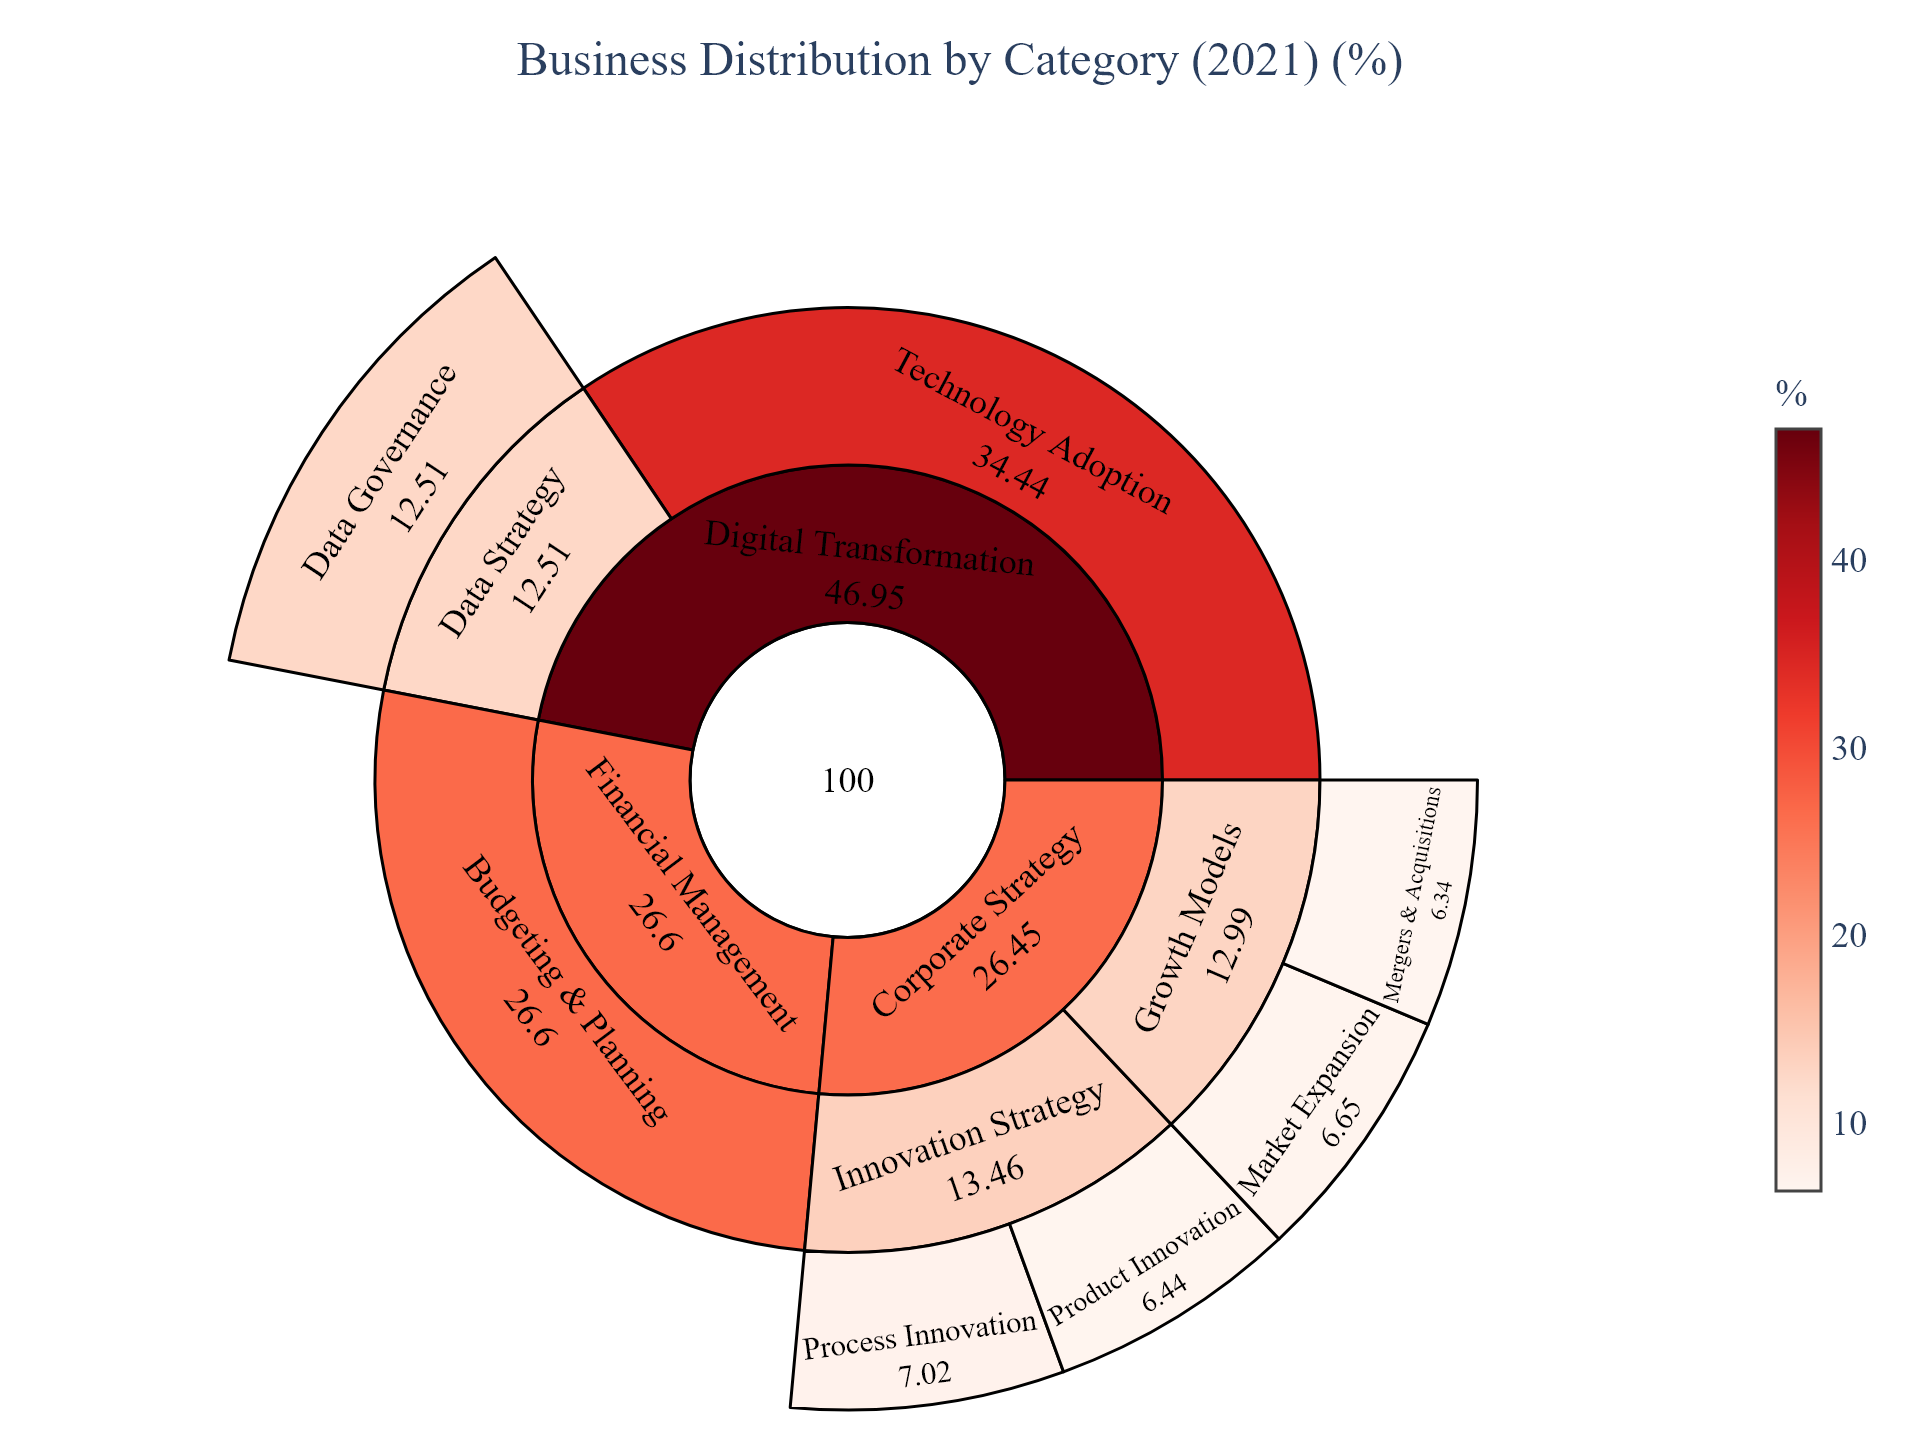 Business Distribution by Category (2021) (%)
Data Governance
12.51
Data Strategy
12.51
Technology Adoption
34.44
Digital Transformation
46.95
100
Financial Management
26.6
Budgeting & Planning
26.6
Corporate Strategy
26.45
Growth Models
12.99
Mergers & Acquisitions
6.34
Market Expansion
6.65
Innovation Strategy
13.46
Product Innovation
6.44
Process Innovation
7.02
%
40
30
20
10